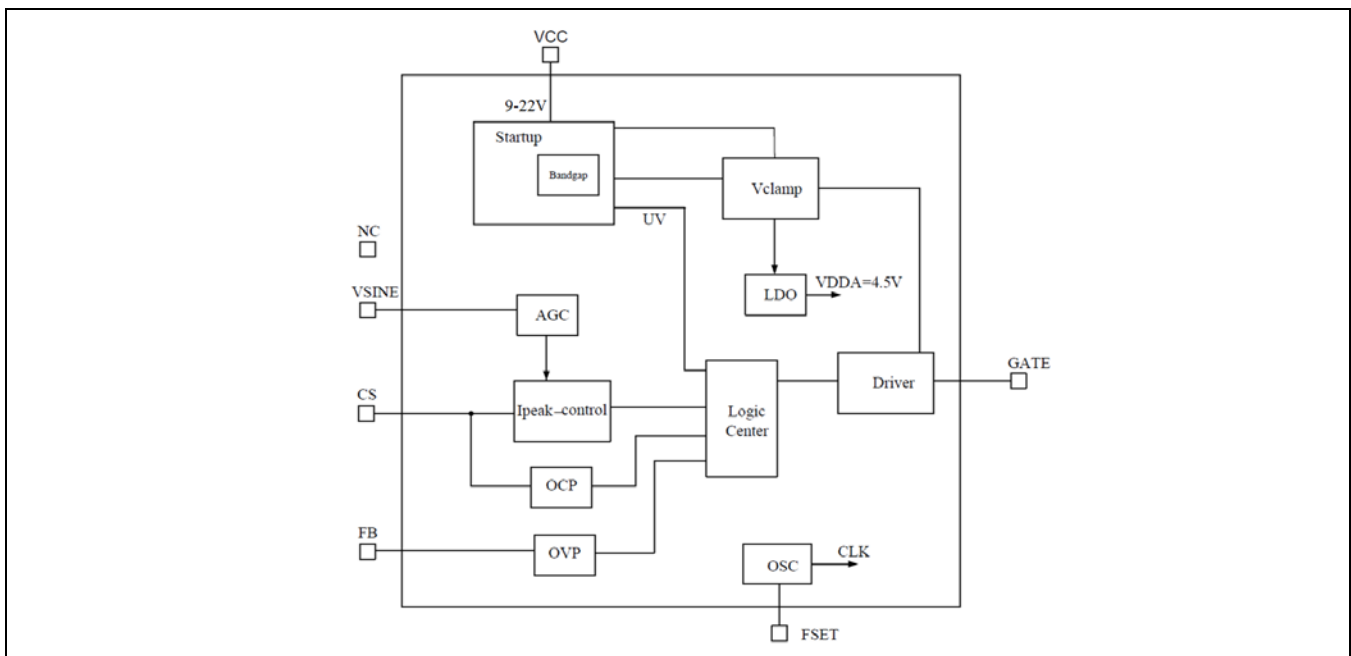 VCC
9-22V
Startup
Bandgap
Vclamp
UV
NC
VSINE
AGC
LDO
VDDA=4.5V
CS
Ipeak-control
Logic
Center
Driver
GATE
OCP
FB
OVP
OSC
CLK
FSET